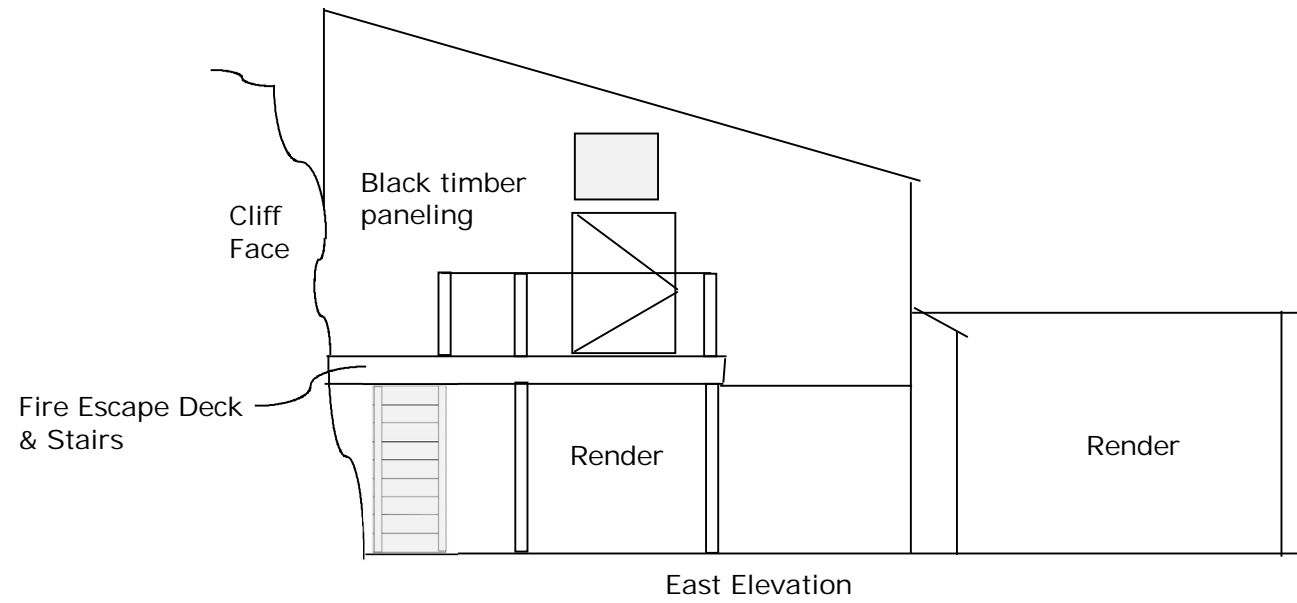 Black timber
paneling
Cliff
Face
Fire Escape Deck
& Stairs
Render
Render
East Elevation